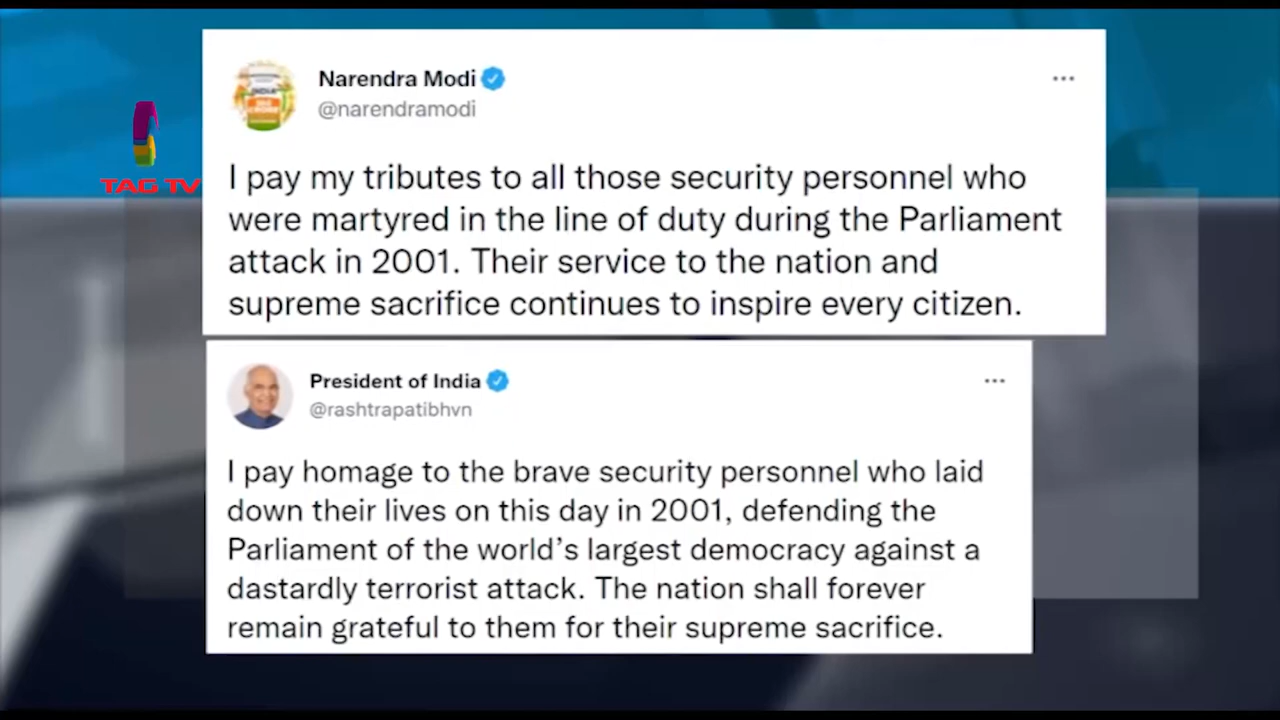 TAG TV
Narendra Modi
@narendramodi
I pay my tributes to all those security personnel who
were martyred in the line of duty during the Parliament
attack in 2001. Their service to the nation and
supreme sacrifice continues to inspire every citizen.
President of India
@rashtrapatibhvn
I pay homage to the brave security personnel who laid
down their lives on this day in 2001, defending the
Parliament of the world's largest democracy against a
dastardly terrorist attack. The nation shall forever
remain grateful to them for their supreme sacrifice.